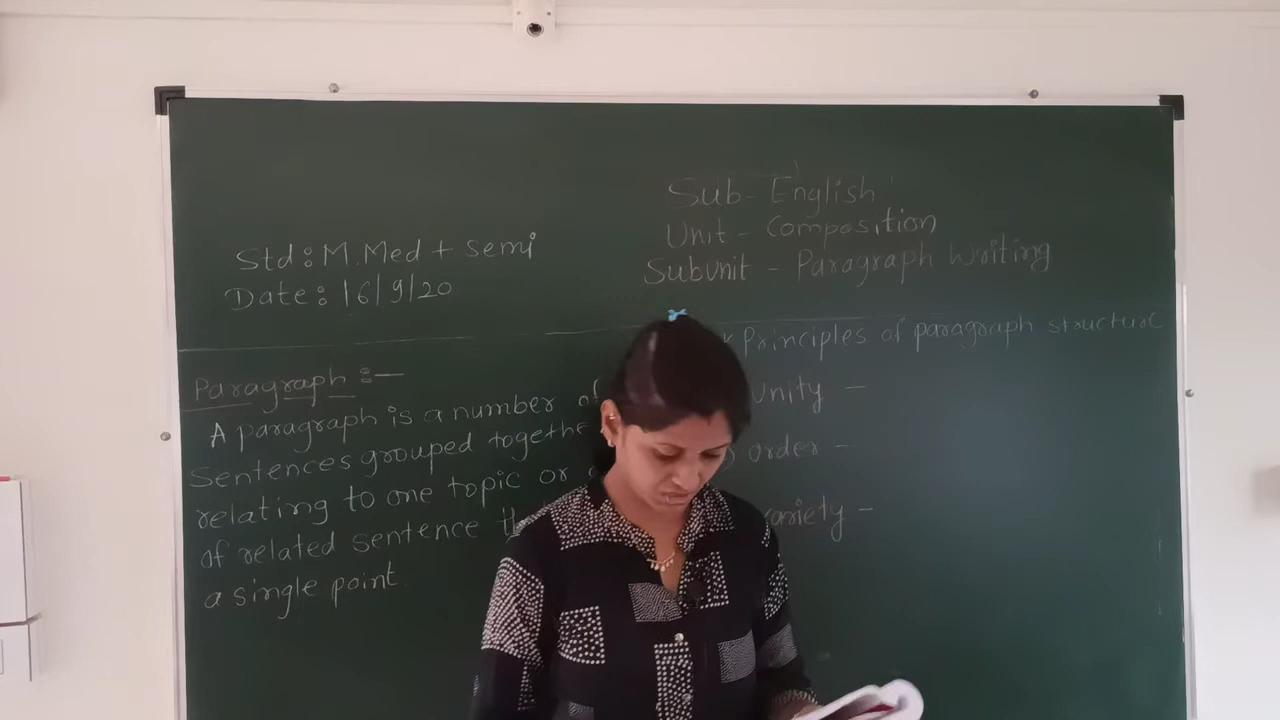 Sub- English
Unit - Composition
Subunit - Paragraph Writing
Std: M.Med + Semi
Date: 16/9/20
Paragraph :-
A paragraph is a number of
Sentences grouped togethe
relating to one topic or
of related sentence
a single point.
Principles of paragraph structure
Unity -
order -
variety -